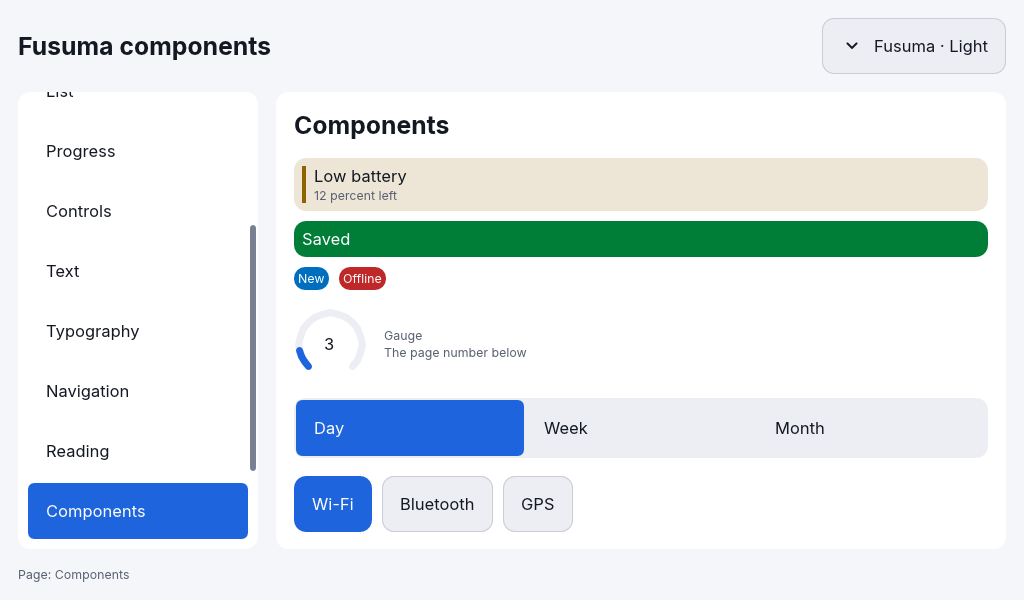 Fusuma components
Fusuma · Light
List
Progress
Controls
Text
Typography
Navigation
Reading
Components
Components
Low battery
12 percent left
Saved
New
Offline
3
Gauge
The page number below
Day
Week
Month
Wi-Fi
Bluetooth
GPS
Page: Components